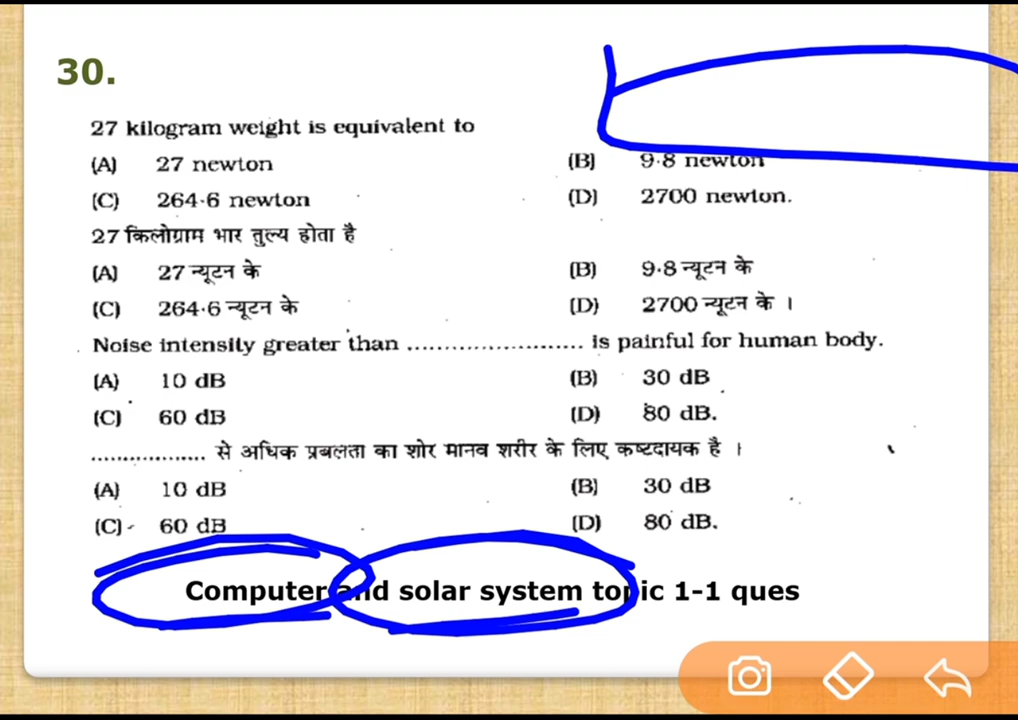 30.
27 kilogram weight is equivalent to
(A) 27 newton (B) 9·8 newton
(C) 264·6 newton (D) 2700 newton.
27 किलोग्राम भार तुल्य होता है
(A) 27 न्यूटन के (B) 9·8 न्यूटन के
(C) 264·6 न्यूटन के (D) 2700 न्यूटन के ।
Noise intensity greater than ........................ is painful for human body.
(A) 10 dB (B) 30 dB
(C) 60 dB (D) 80 dB.
.................. से अधिक प्रबलता का शोर मानव शरीर के लिए कष्टदायक है ।
(A) 10 dB (B) 30 dB
(C) 60 dB (D) 80 dB.
Computer and solar system topic 1-1 ques